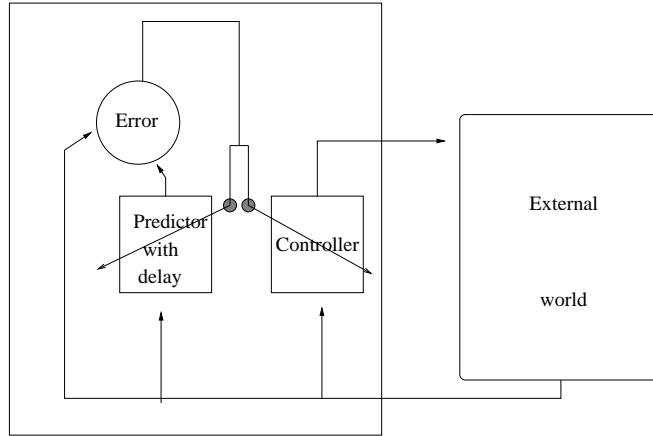 Error
Predictor
with
delay
Controller
External
world